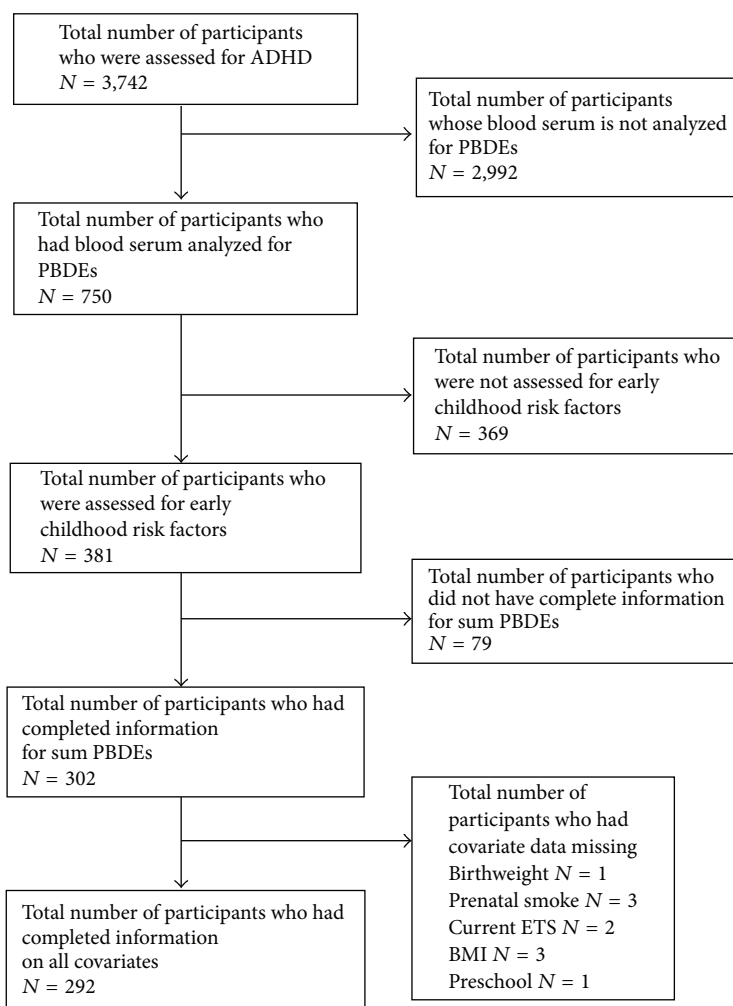 Total number of participants
who were assessed for ADHD
N = 3,742
Total number of participants
whose blood serum is not analyzed
for PBDEs
N = 2,992
Total number of participants who
had blood serum analyzed for
PBDEs
N = 750
Total number of participants who
were not assessed for early
childhood risk factors
N = 369
Total number of participants who
were assessed for early
childhood risk factors
N = 381
Total number of participants who
did not have complete information
for sum PBDEs
N = 79
Total number of participants who had
completed information
for sum PBDEs
N = 302
Total number of
participants who had
covariate data missing
Birthweight N = 1
Prenatal smoke N = 3
Current ETS N = 2
BMI N = 3
Preschool N = 1
Total number of participants who had
completed information
on all covariates
N = 292